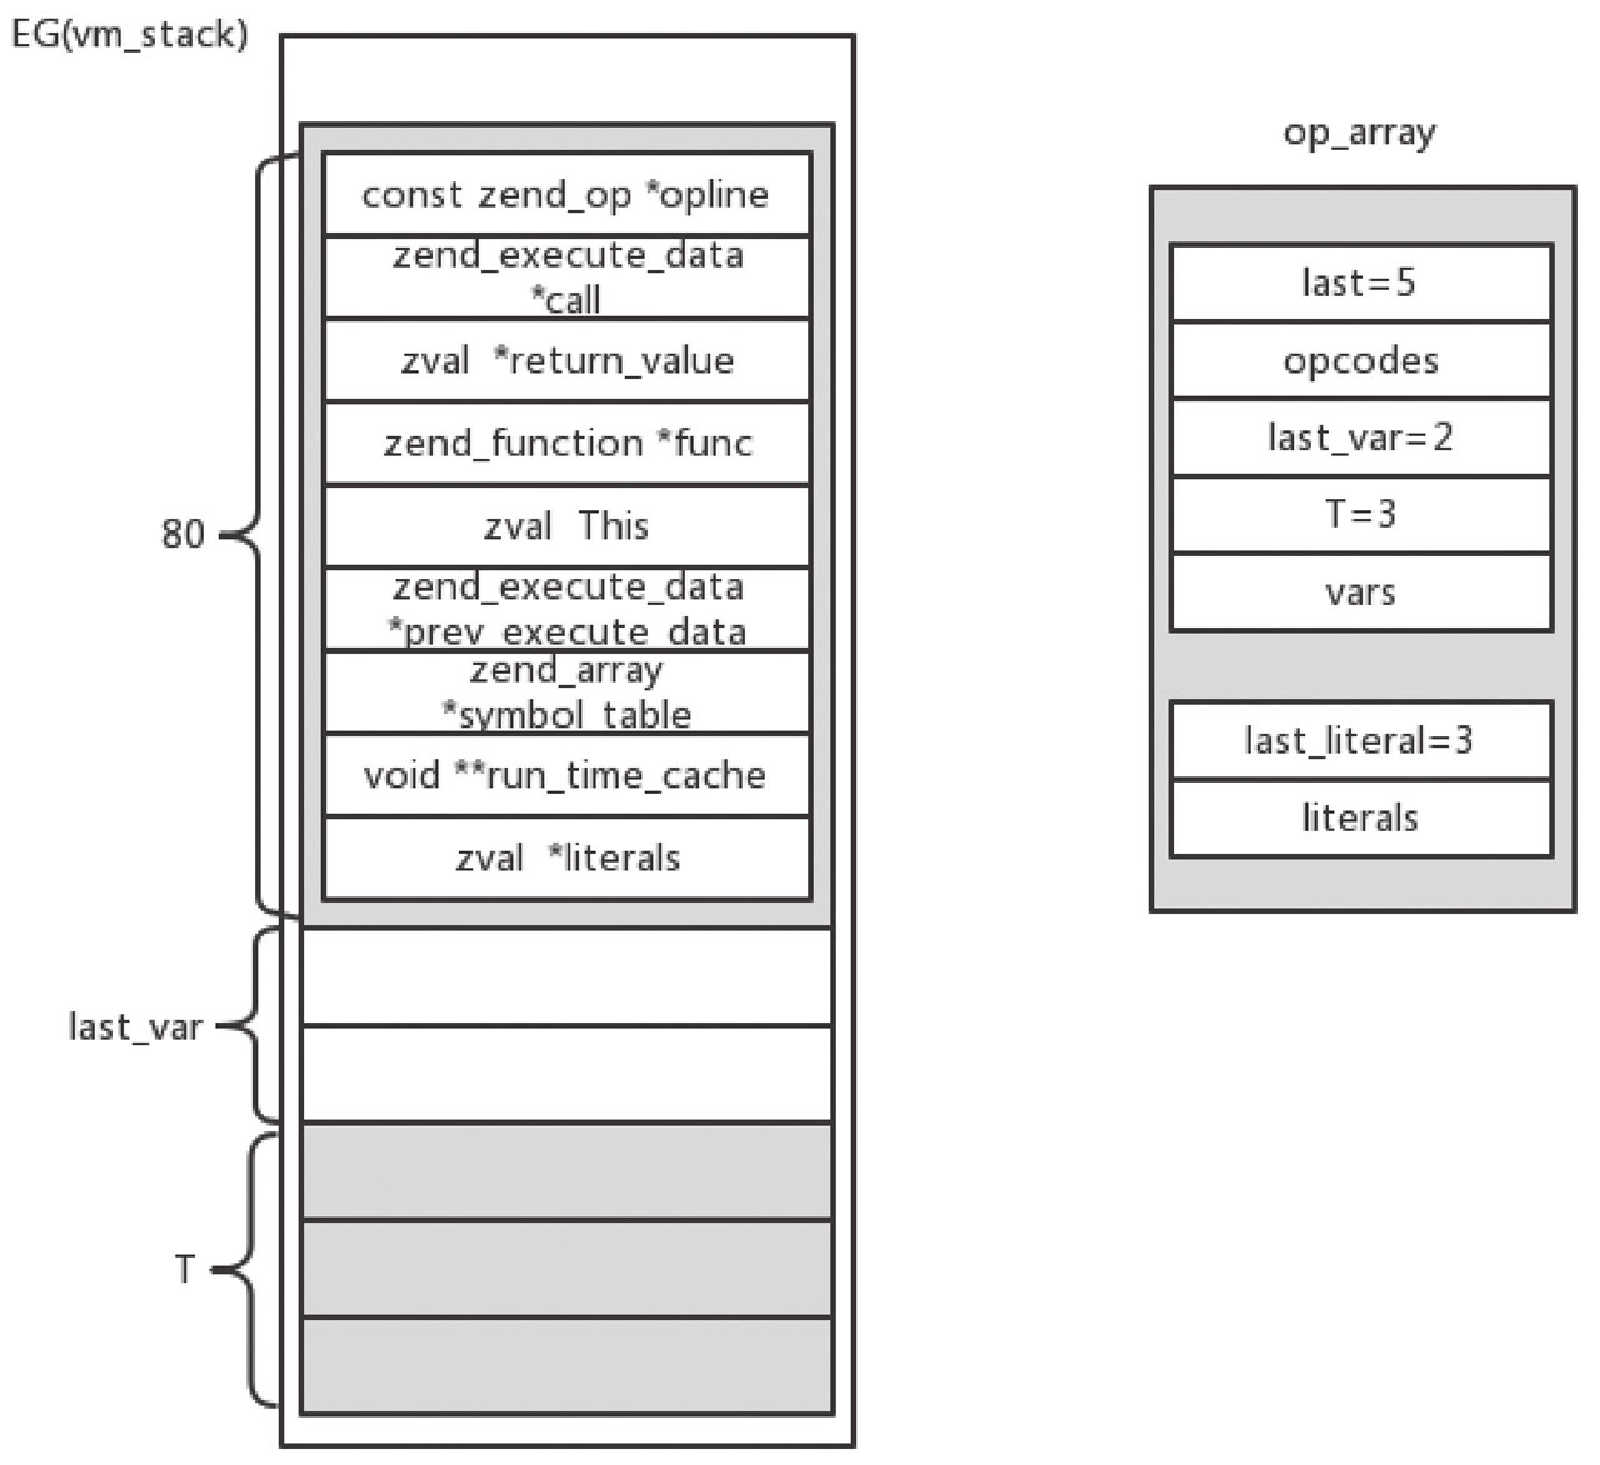 EG(vm_stack)
const zend_op *opline
zend_execute_data
*call
zval *return_value
zend_function *func
zval This
zend_execute_data
*prev_execute_data
zend_array
*symbol_table
void **run_time_cache
zval *literals
80
last_var
T
op_array
last=5
opcodes
last_var=2
T=3
vars
last_literal=3
literals